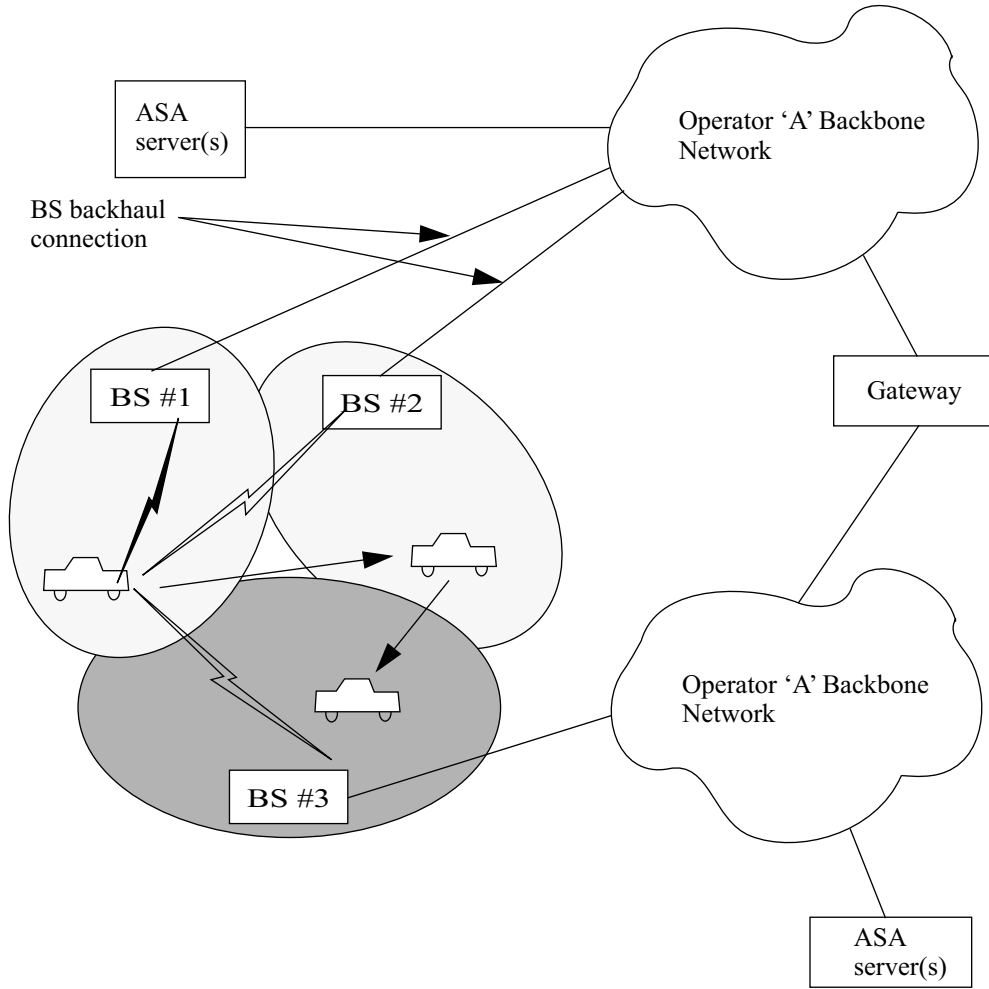 ASA
server(s)
Operator ‘A’ Backbone
Network
BS backhaul
connection
BS #1
BS #2
Gateway
Operator ‘A’ Backbone
Network
BS #3
ASA
server(s)